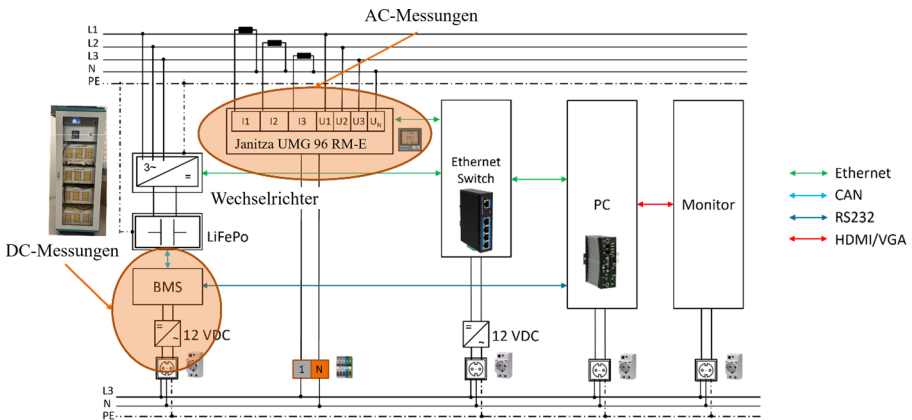 AC-Messungen
L1
L2
L3
N
PE
I1 I2 I3 U1 U2 U3 UN
Janitza UMG 96 RM-E
3~
=
Wechselrichter
LiFePo
DC-Messungen
BMS
=
~
12 VDC
1 N
Ethernet
Switch
=
~
12 VDC
PC
Monitor
Ethernet
CAN
RS232
HDMI/VGA
L3
N
PE